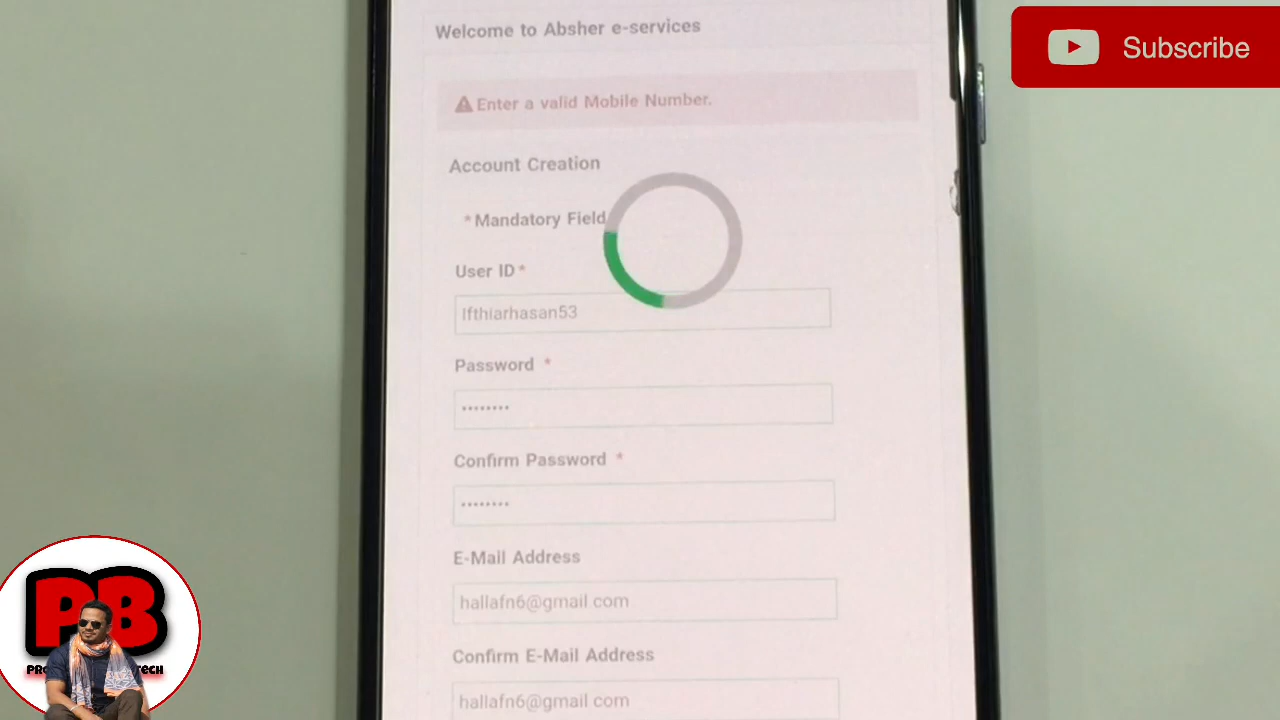 Welcome to Absher e-services
Subscribe
Enter a valid Mobile Number.
Account Creation
* Mandatory Field
User ID *
Ifthiarhasan53
Password *
••••••••
Confirm Password *
••••••••
E-Mail Address
hallafn6@gmail.com
Confirm E-Mail Address
hallafn6@gmail.com
PB
TECH